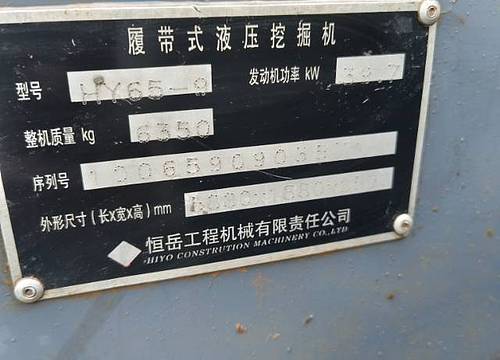 履带式液压挖掘机
型号 HY65-9 发动机功率 kW
整机质量 kg 6350
序列号
外形尺寸(长X宽X高)mm
恒岳工程机械有限责任公司
HIYO CONSTRUTION MACHINERY CO.,LTD